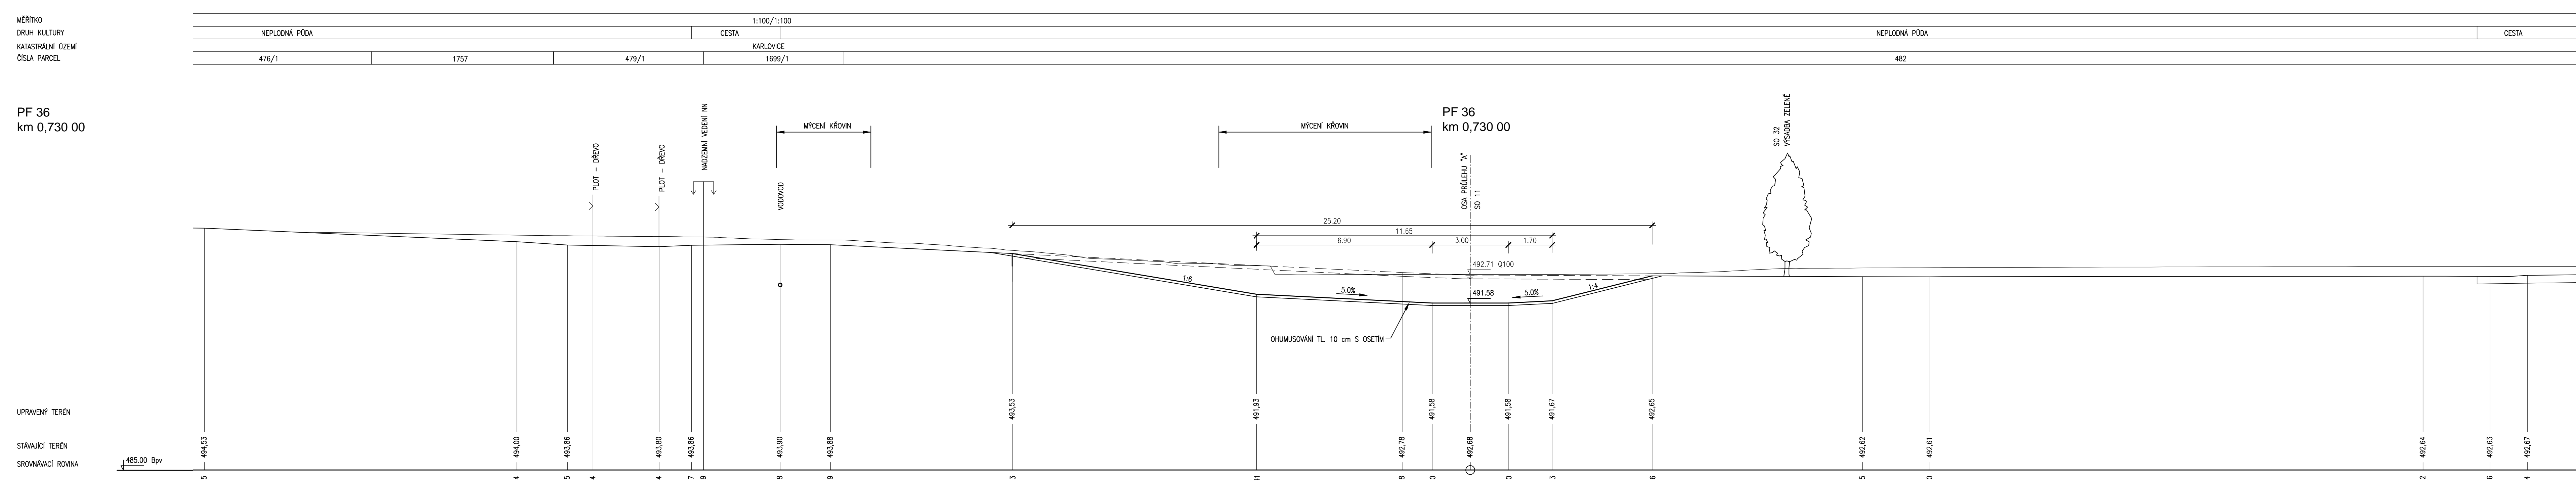 MĚŘÍTKO 1:100/1:100
DRUH KULTURY NEPLODNÁ PŮDA CESTA NEPLODNÁ PŮDA CESTA
KATASTRÁLNÍ ÚZEMÍ KARLOVICE
ČÍSLA PARCEL 476/1 1757 479/1 1699/1 482
PF 36
km 0,730 00
PLOT - DŘEVO
PLOT - DŘEVO
NADZEMNÍ VEDENÍ NN
VODOVOD
MÝCENÍ KŘOVIN
MÝCENÍ KŘOVIN
PF 36
km 0,730 00
OSA PRŮLEHU "A"
SO 11
SO 32
VÝSADBA ZELENĚ
25.20
11.65
6.90 3.00 1.70
492.71 Q100
491.58
1:6
5.0%
5.0%
1:4
OHUMUSOVÁNÍ TL. 10 cm S OSETÍM
UPRAVENÝ TERÉN
493,53 491,93 491,58 491,58 491,67 492,65
STÁVAJÍCÍ TERÉN
494,53 494,00 493,86 493,80 493,86 493,90 493,88 492,78 492,68 492,62 492,61 492,64 492,63 492,67
SROVNÁVACÍ ROVINA
485.00 Bpv